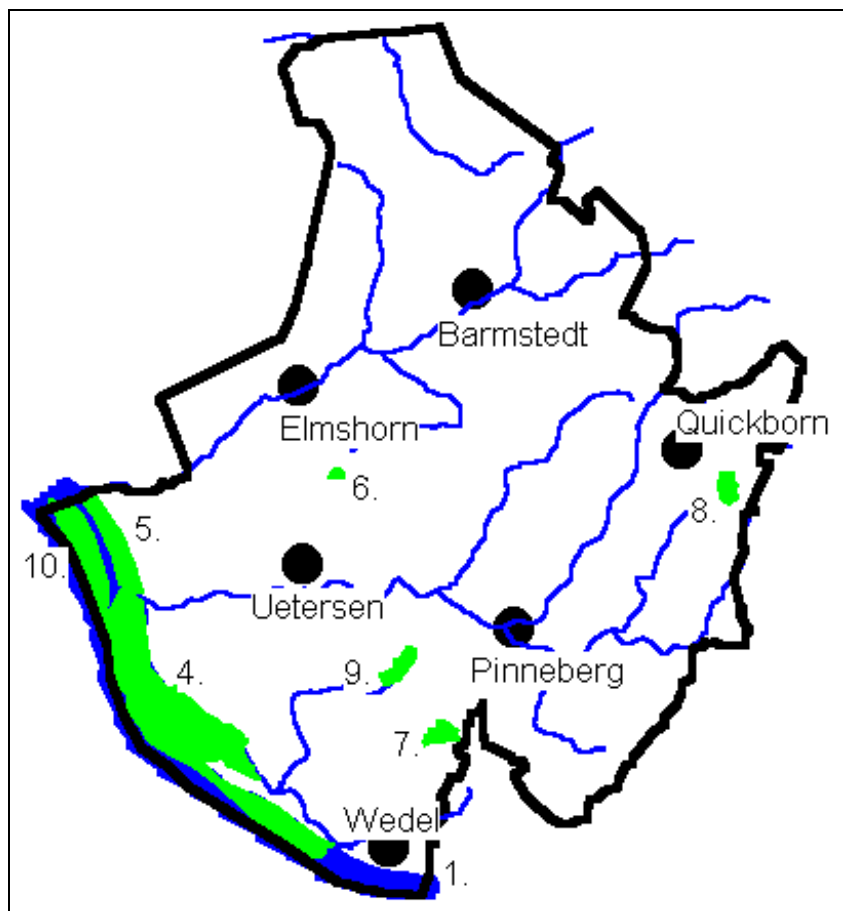 Barmstedt
Quickborn
Elmshorn
6.
8.
5.
10.
Uetersen
Pinneberg
9.
4.
7.
Wedel
1.